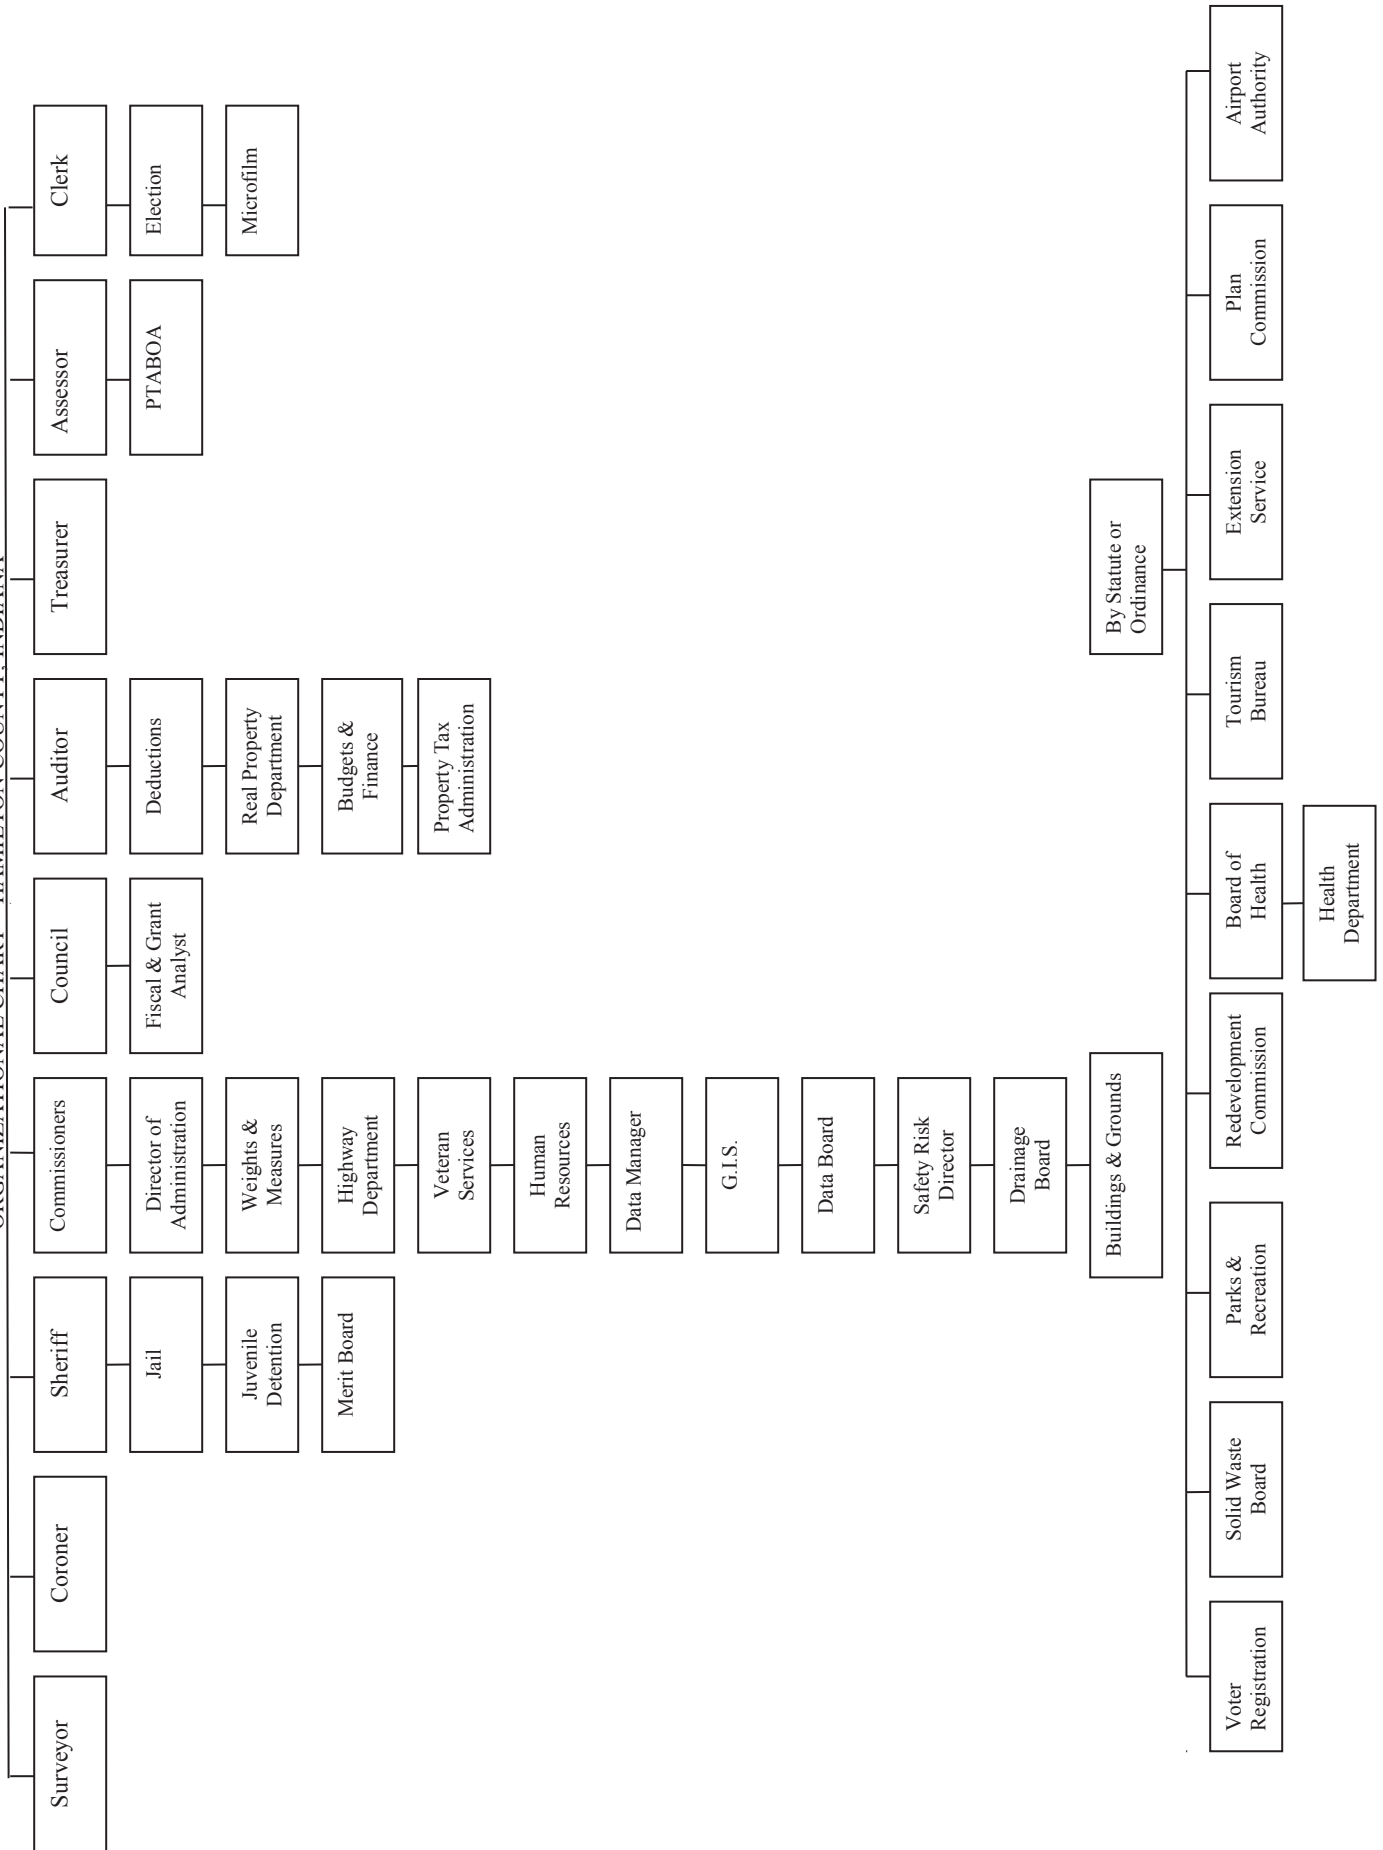 ORGANIZATIONAL CHART - HAMILTON COUNTY, INDIANA
Surveyor
Coroner
Sheriff
Commissioners
Council
Auditor
Treasurer
Assessor
Clerk
Jail
Director of
Administration
Fiscal & Grant
Analyst
Deductions
PTABOA
Election
Juvenile
Detention
Weights &
Measures
Real Property
Department
Microfilm
Merit Board
Highway
Department
Budgets &
Finance
Veteran
Services
Property Tax
Administration
Human
Resources
Data Manager
G.I.S.
Data Board
Safety Risk
Director
Drainage
Board
Buildings & Grounds
By Statute or
Ordinance
Voter
Registration
Solid Waste
Board
Parks &
Recreation
Redevelopment
Commission
Board of
Health
Tourism
Bureau
Extension
Service
Plan
Commission
Airport
Authority
Health
Department